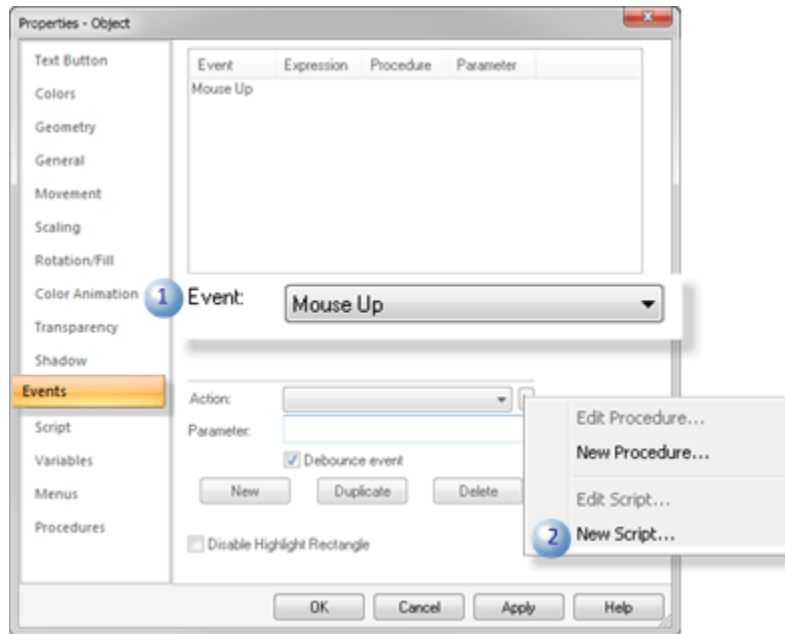 Properties - Object
Text Button
Colors
Geometry
General
Movement
Scaling
Rotation/Fill
Color Animation
Transparency
Shadow
Events
Script
Variables
Menus
Procedures
Event Expression Procedure Parameter
Mouse Up
1 Event: Mouse Up
Action:
Parameter:
Debounce event
New Duplicate Delete
Disable Highlight Rectangle
Edit Procedure...
New Procedure...
Edit Script...
2 New Script...
OK Cancel Apply Help